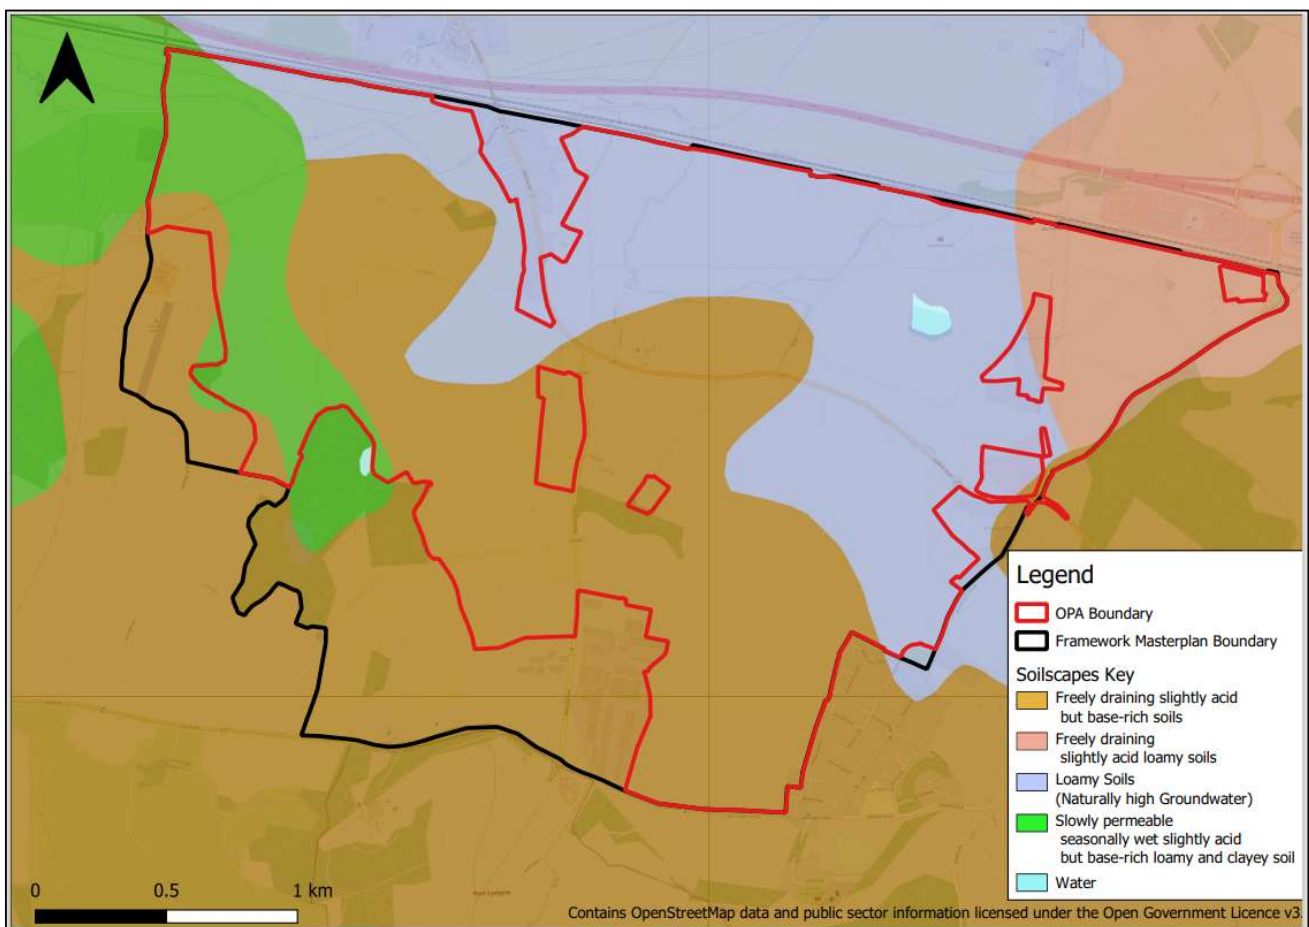 Legend
OPA Boundary
Framework Masterplan Boundary
Soilscapes Key
Freely draining slightly acid
but base-rich soils
Freely draining
slightly acid loamy soils
Loamy Soils
(Naturally high Groundwater)
Slowly permeable
seasonally wet slightly acid
but base-rich loamy and clayey soil
Water
0 0.5 1 km
Contains OpenStreetMap data and public sector information licensed under the Open Government Licence v3.